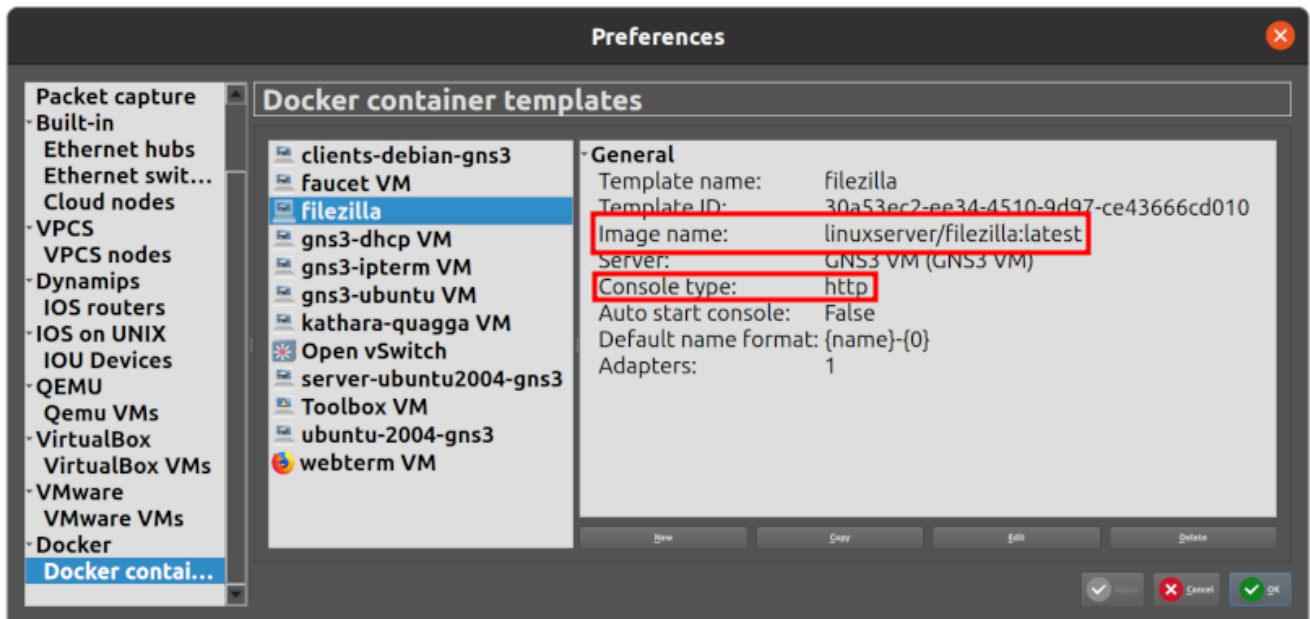 Preferences
Packet capture
Built-in
Ethernet hubs
Ethernet swit...
Cloud nodes
VPCS
VPCS nodes
Dynamips
IOS routers
IOS on UNIX
IOU Devices
QEMU
Qemu VMs
VirtualBox
VirtualBox VMs
VMware
VMware VMs
Docker
Docker contai...
Docker container templates
clients-debian-gns3
faucet VM
filezilla
gns3-dhcp VM
gns3-ipterm VM
gns3-ubuntu VM
kathara-quagga VM
Open vSwitch
server-ubuntu2004-gns3
Toolbox VM
ubuntu-2004-gns3
webterm VM
General
Template name: filezilla
Template ID: 30a53ec2-ee34-4510-9d97-ce43666cd010
Image name: linuxserver/filezilla:latest
Server: GNS3 VM (GNS3 VM)
Console type: http
Auto start console: False
Default name format: {name}-{0}
Adapters: 1
New Copy Edit Delete
Apply Cancel OK